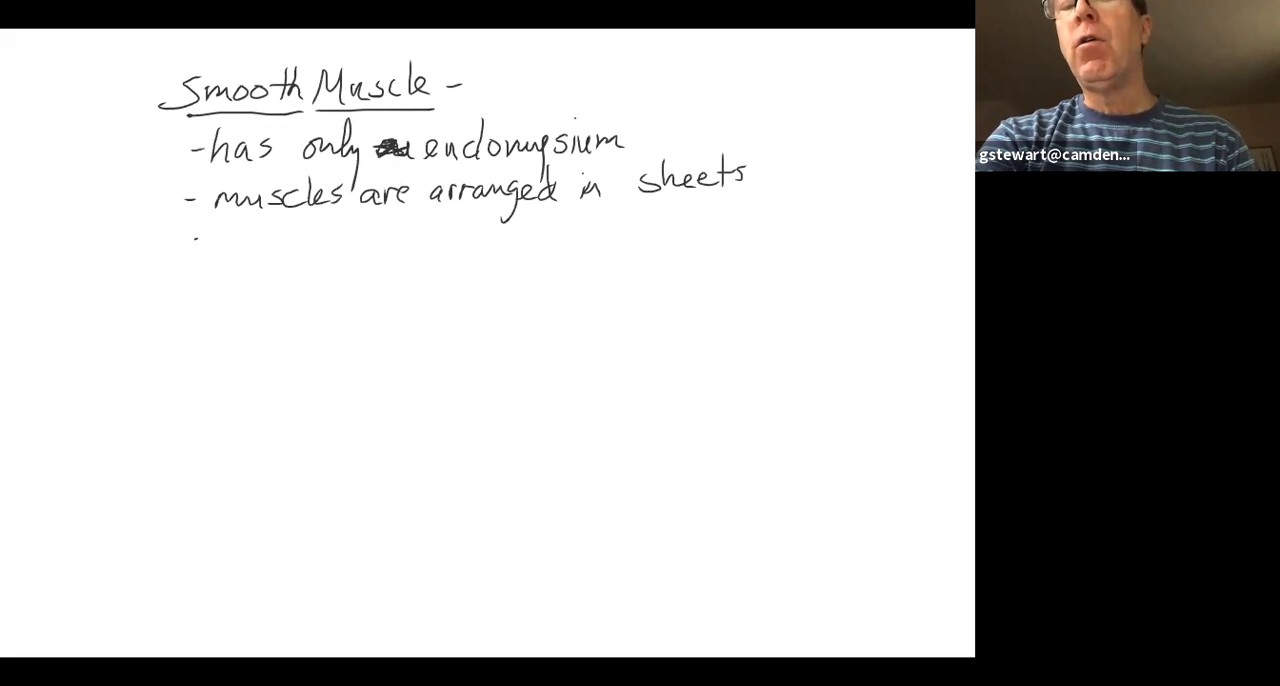 Smooth Muscle -
- has only endomysium
- muscles are arranged in sheets
gstewart@camden...